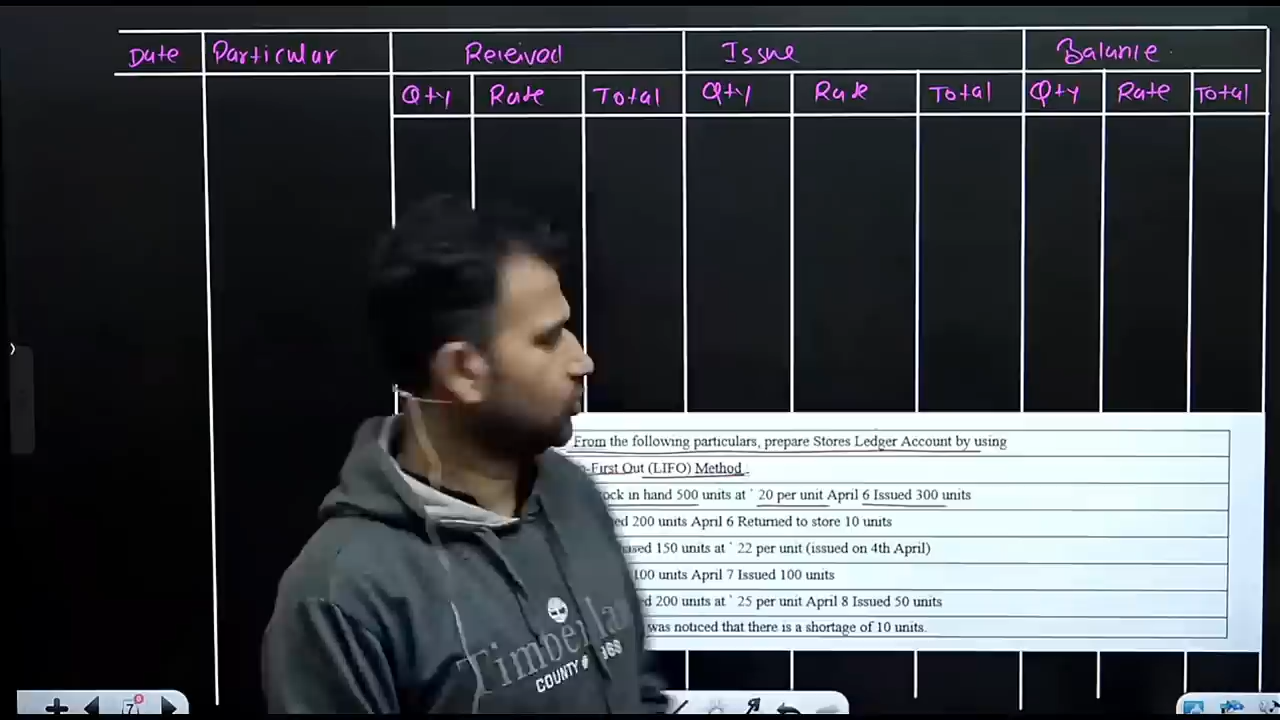 Date Particular Received Issue Balance
Qty Rate Total Qty Rate Total Qty Rate Total
From the following particulars, prepare Stores Ledger Account by using
-First Out (LIFO) Method.
in hand 500 units at ` 20 per unit April 6 Issued 300 units
200 units April 6 Returned to store 10 units
150 units at ` 22 per unit (issued on 4th April)
100 units April 7 Issued 100 units
200 units at ` 25 per unit April 8 Issued 50 units
was noticed that there is a shortage of 10 units.
Timberla
COUNTY #